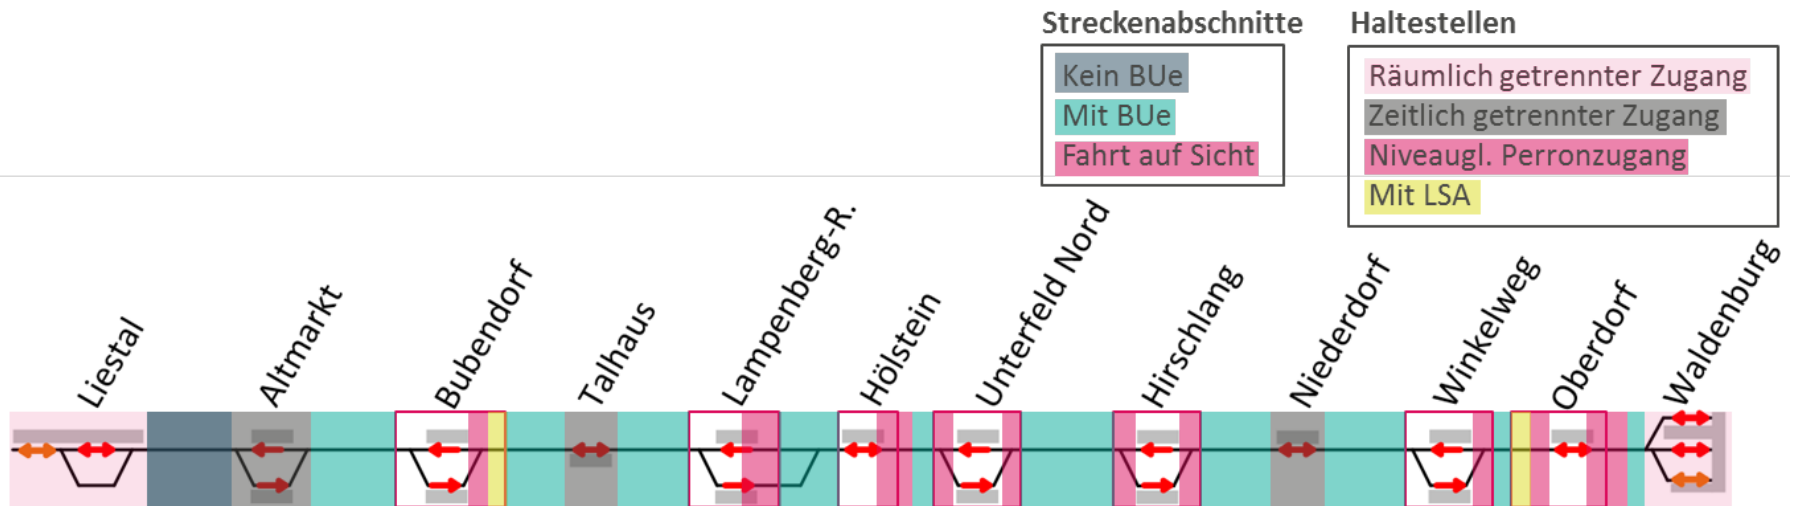 Streckenabschnitte
Kein BUe
Mit BUe
Fahrt auf Sicht
Haltestellen
Räumlich getrennter Zugang
Zeitlich getrennter Zugang
Niveaugl. Perronzugang
Mit LSA
Liestal
Altmarkt
Bubendorf
Talhaus
Lampenberg-R.
Hölstein
Unterfeld Nord
Hirschlang
Niederdorf
Winkelweg
Oberdorf
Waldenburg